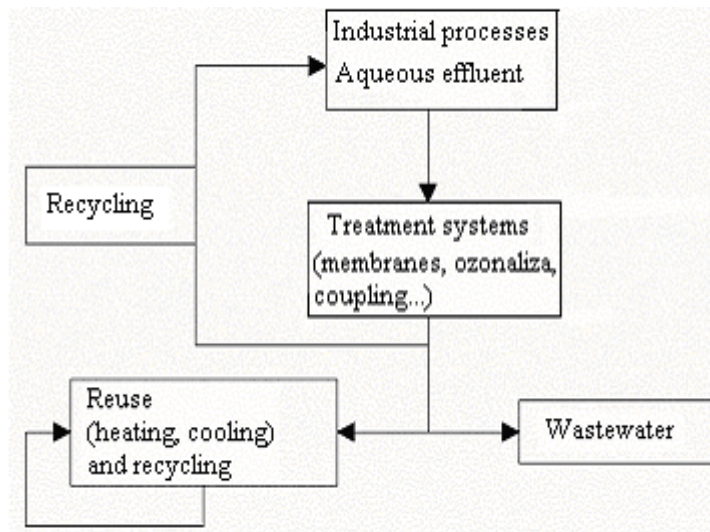 Industrial processes
Aqueous effluent
Recycling
Treatment systems
(membranes, ozonaliza,
coupling...)
Reuse
(heating, cooling)
and recycling
Wastewater